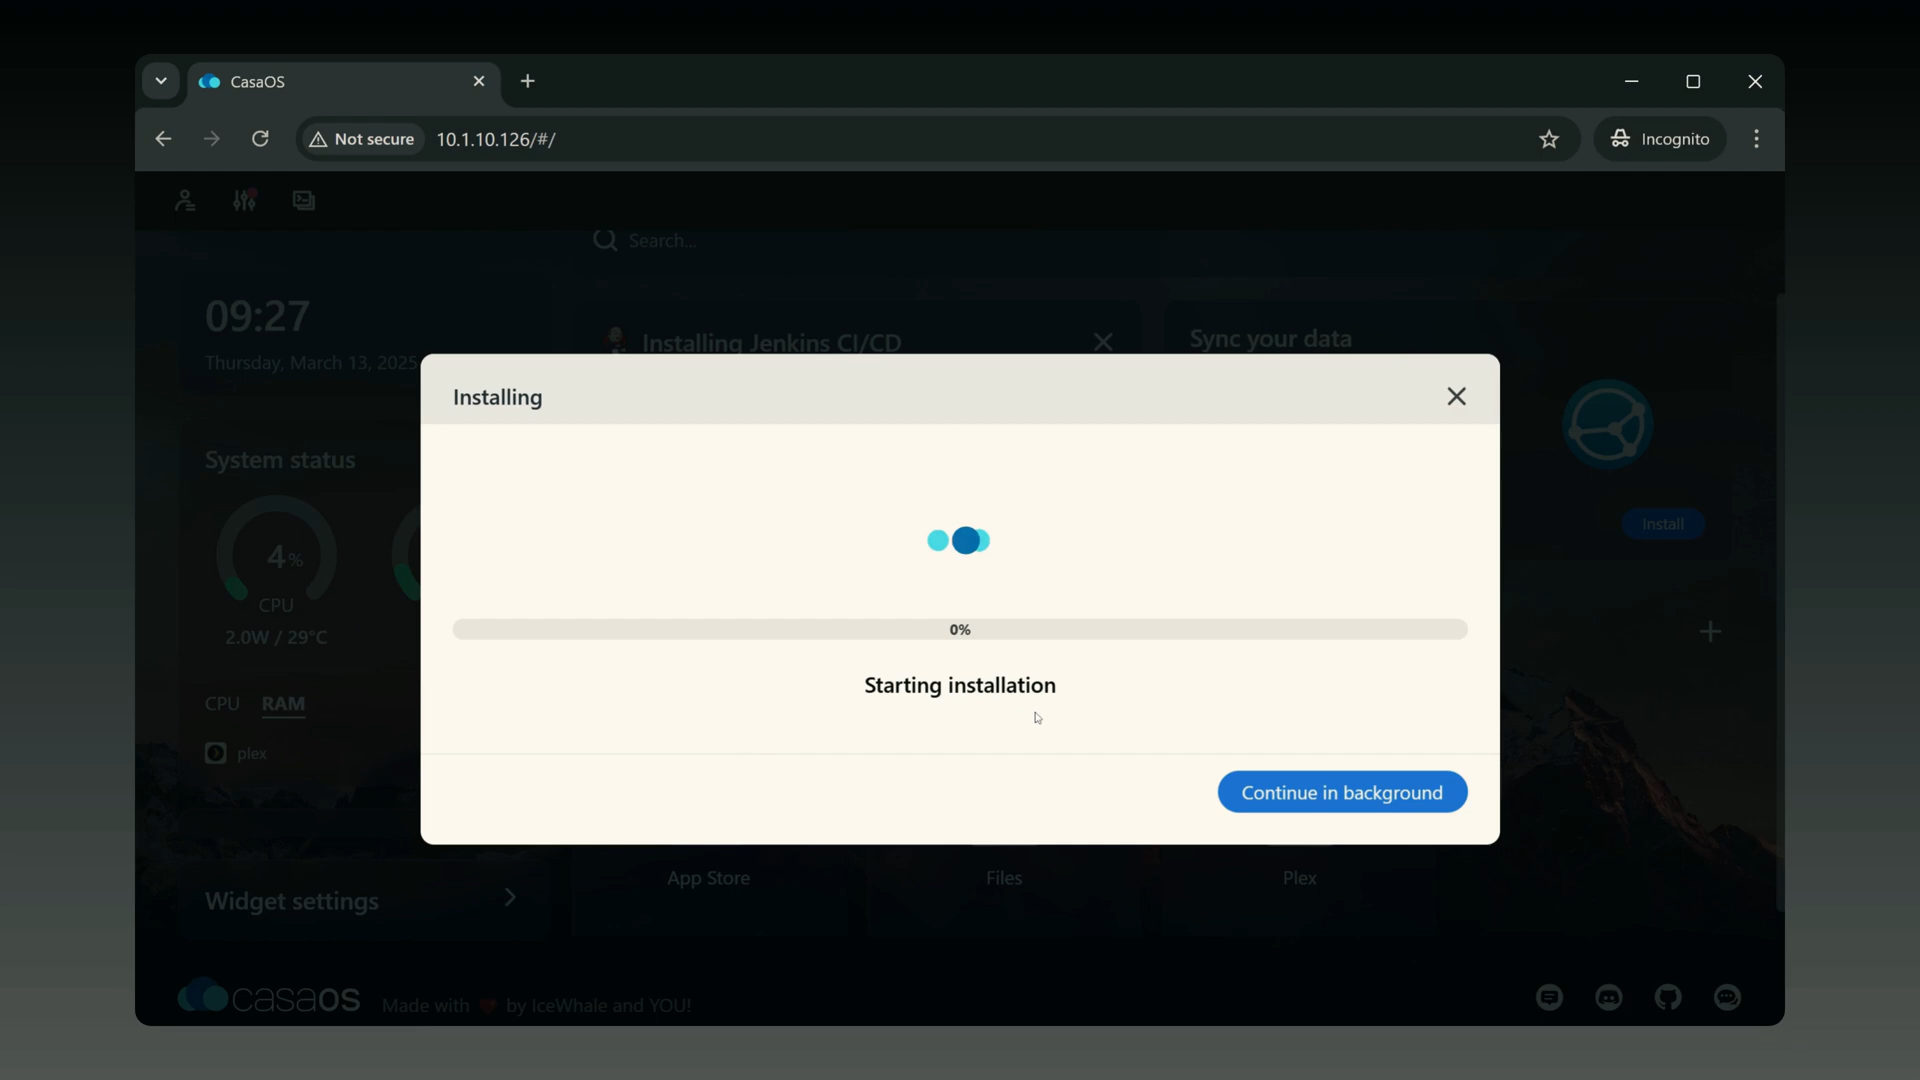 CasaOS
Not secure
10.1.10.126/#/
Incognito
Search...
09:27
Thursday, March 13, 2025
Installing Jenkins CI/CD
Sync your data
Installing
System status
4%
CPU
2.0W / 29°C
Install
0%
Starting installation
CPU RAM
plex
Continue in background
App Store
Files
Plex
Widget settings
casaos
Made with ❤ by IceWhale and YOU!